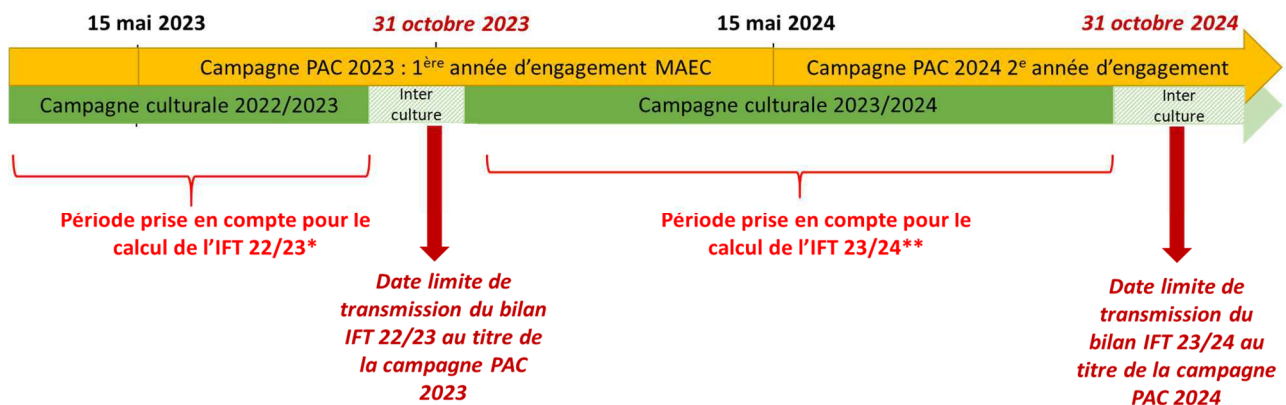 15 mai 2023
31 octobre 2023
15 mai 2024
31 octobre 2024
Campagne PAC 2023 : 1ère année d’engagement MAEC
Campagne PAC 2024 2e année d’engagement
Campagne culturale 2022/2023
Inter
culture
Campagne culturale 2023/2024
Inter
culture
Période prise en compte pour le
calcul de l’IFT 22/23*
Période prise en compte pour le
calcul de l’IFT 23/24**
Date limite de
transmission du bilan
IFT 22/23 au titre de
la campagne PAC
2023
Date limite de
transmission du
bilan IFT 23/24 au
titre de la campagne
PAC 2024